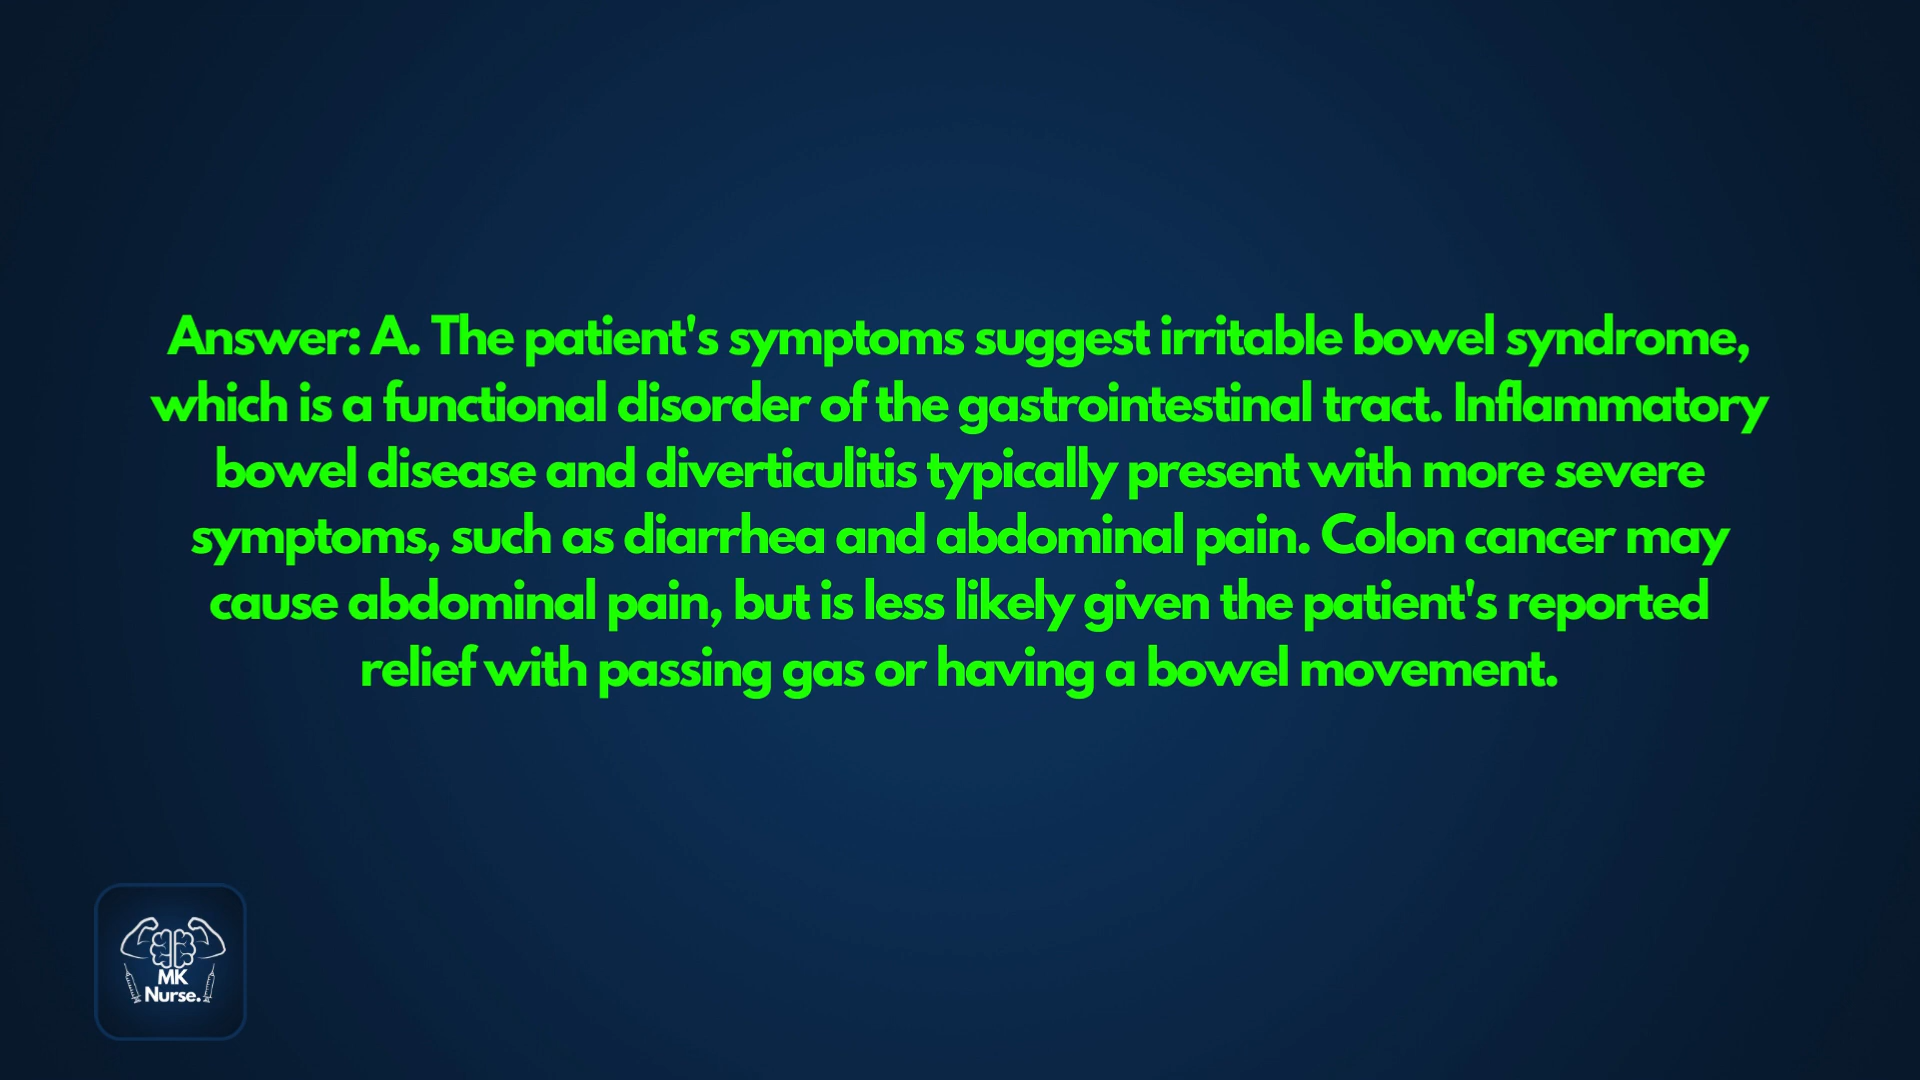 Answer: A. The patient's symptoms suggest irritable bowel syndrome,
which is a functional disorder of the gastrointestinal tract. Inflammatory
bowel disease and diverticulitis typically present with more severe
symptoms, such as diarrhea and abdominal pain. Colon cancer may
cause abdominal pain, but is less likely given the patient's reported
relief with passing gas or having a bowel movement.
MK
Nurse.